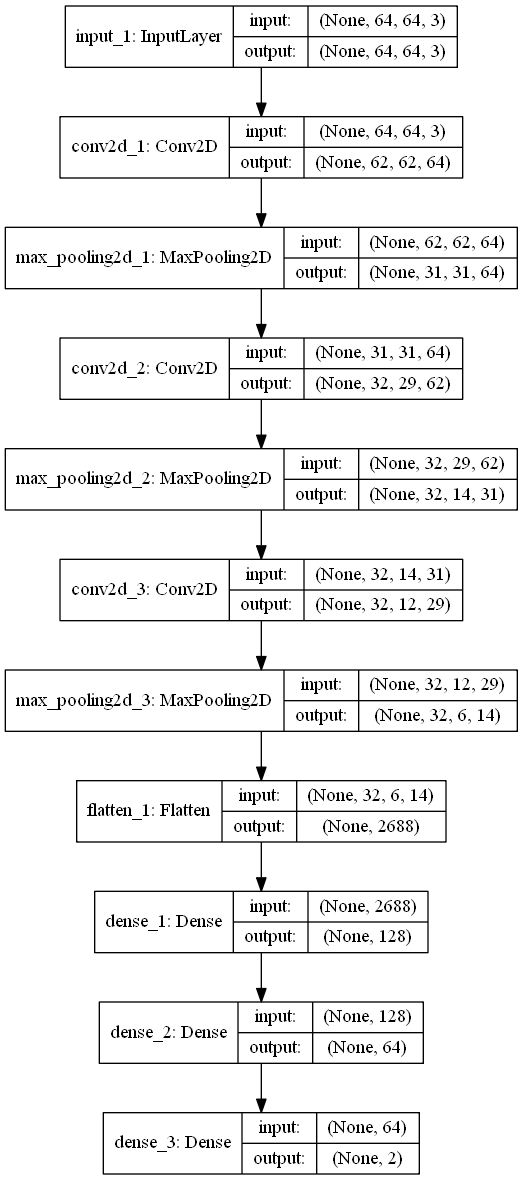 input_1: InputLayer
input: (None, 64, 64, 3)
output: (None, 64, 64, 3)
conv2d_1: Conv2D
input: (None, 64, 64, 3)
output: (None, 62, 62, 64)
max_pooling2d_1: MaxPooling2D
input: (None, 62, 62, 64)
output: (None, 31, 31, 64)
conv2d_2: Conv2D
input: (None, 31, 31, 64)
output: (None, 32, 29, 62)
max_pooling2d_2: MaxPooling2D
input: (None, 32, 29, 62)
output: (None, 32, 14, 31)
conv2d_3: Conv2D
input: (None, 32, 14, 31)
output: (None, 32, 12, 29)
max_pooling2d_3: MaxPooling2D
input: (None, 32, 12, 29)
output: (None, 32, 6, 14)
flatten_1: Flatten
input: (None, 32, 6, 14)
output: (None, 2688)
dense_1: Dense
input: (None, 2688)
output: (None, 128)
dense_2: Dense
input: (None, 128)
output: (None, 64)
dense_3: Dense
input: (None, 64)
output: (None, 2)